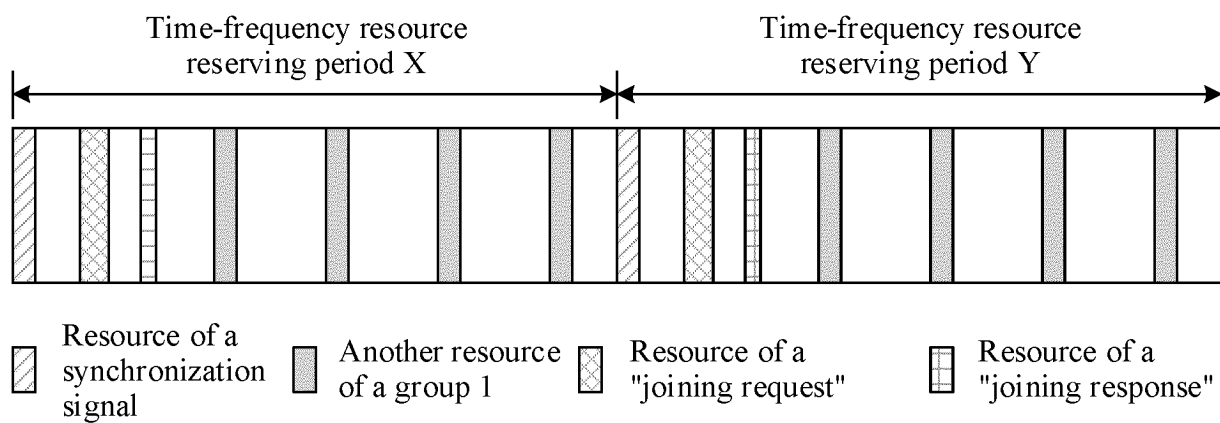 Time-frequency resource
reserving period X
Time-frequency resource
reserving period Y
Resource of a
synchronization
signal
Another resource
of a group 1
Resource of a
"joining request"
Resource of a
"joining response"